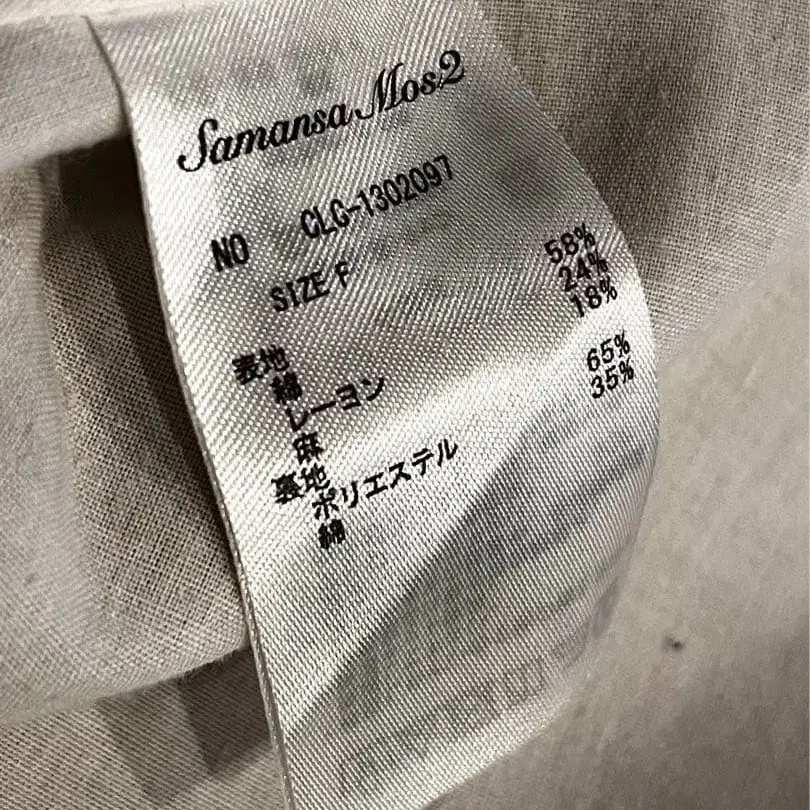 Samansa Mos2
NO CLC-1302097
SIZE F
表地
綿 58%
レーヨン 24%
麻 18%
裏地
ポリエステル 65%
綿 35%